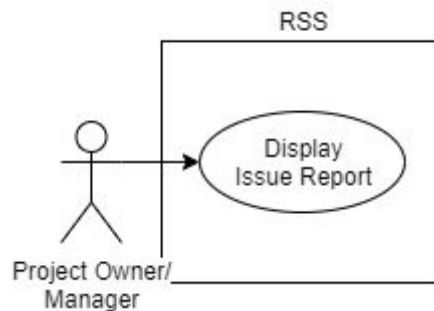 RSS
Display
Issue Report
Project Owner/
Manager